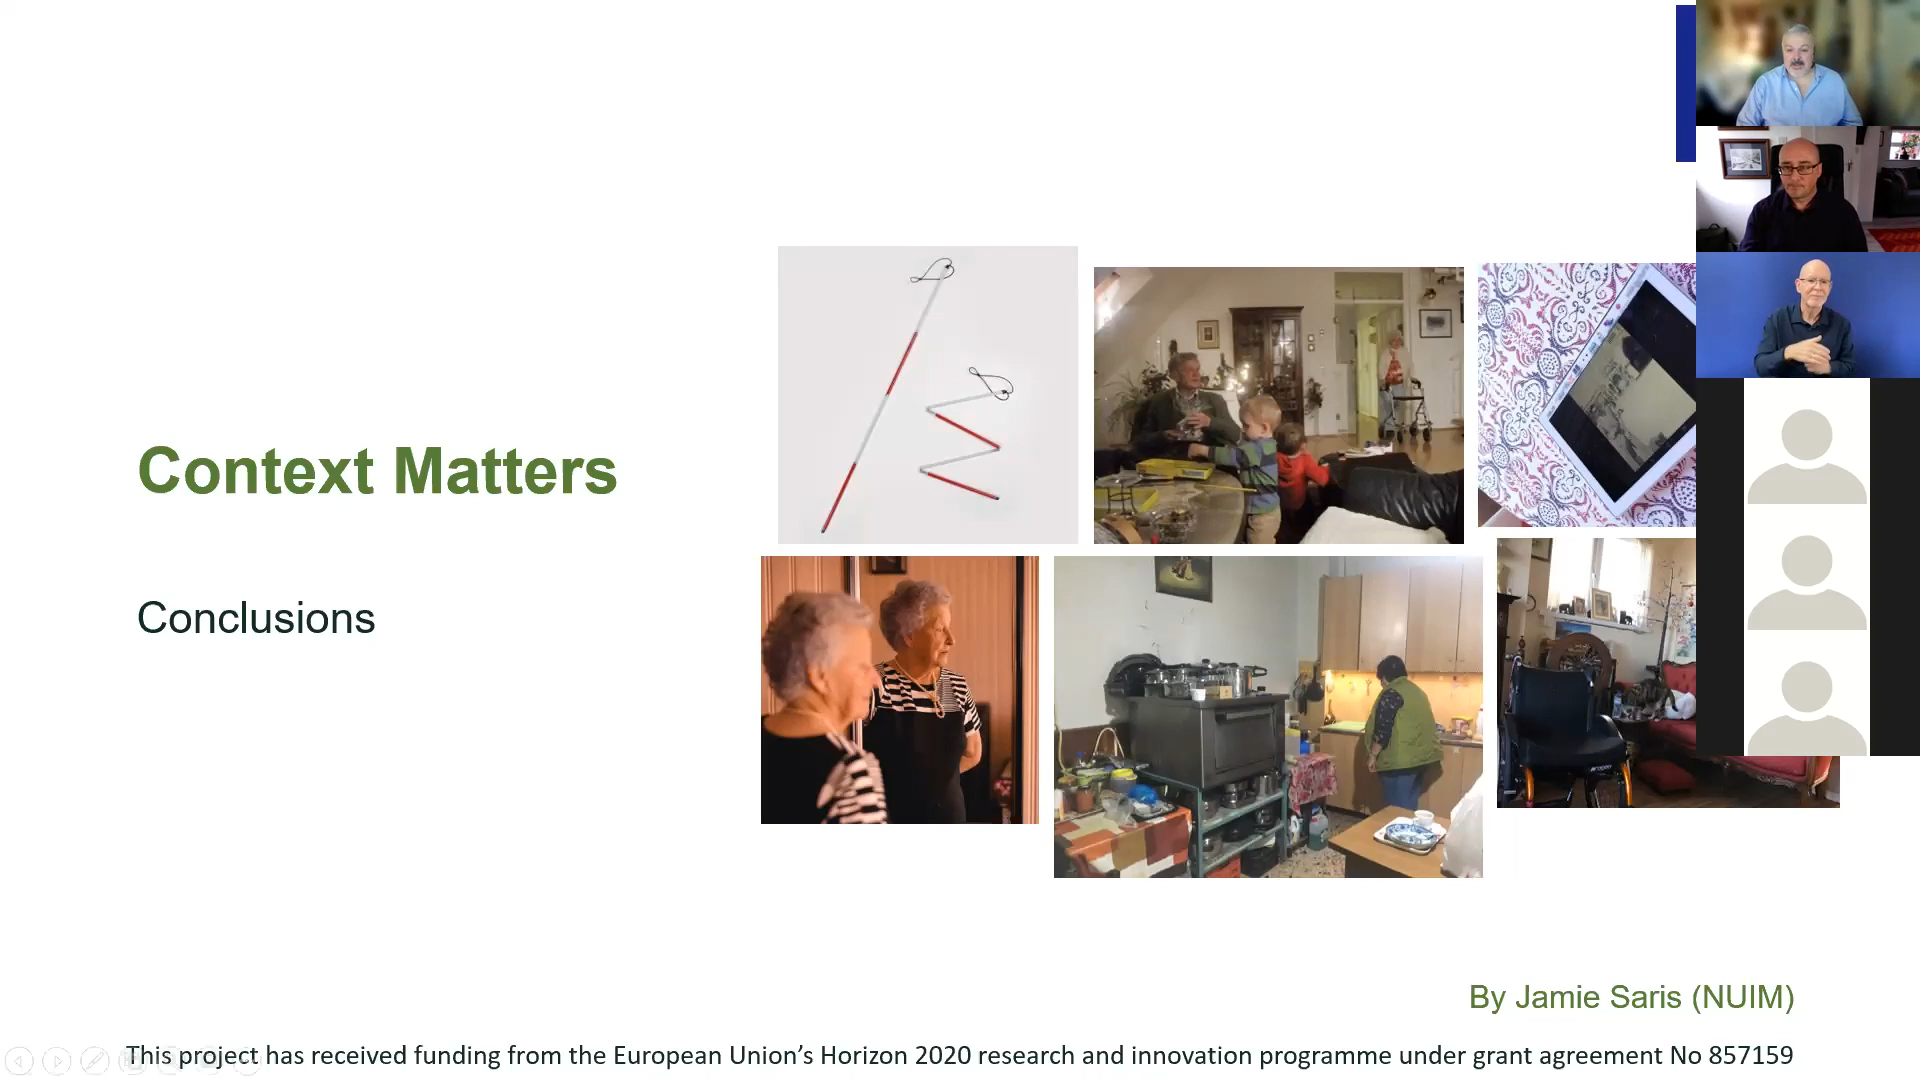 Context Matters
Conclusions
By Jamie Saris (NUIM)
This project has received funding from the European Union’s Horizon 2020 research and innovation programme under grant agreement No 857159